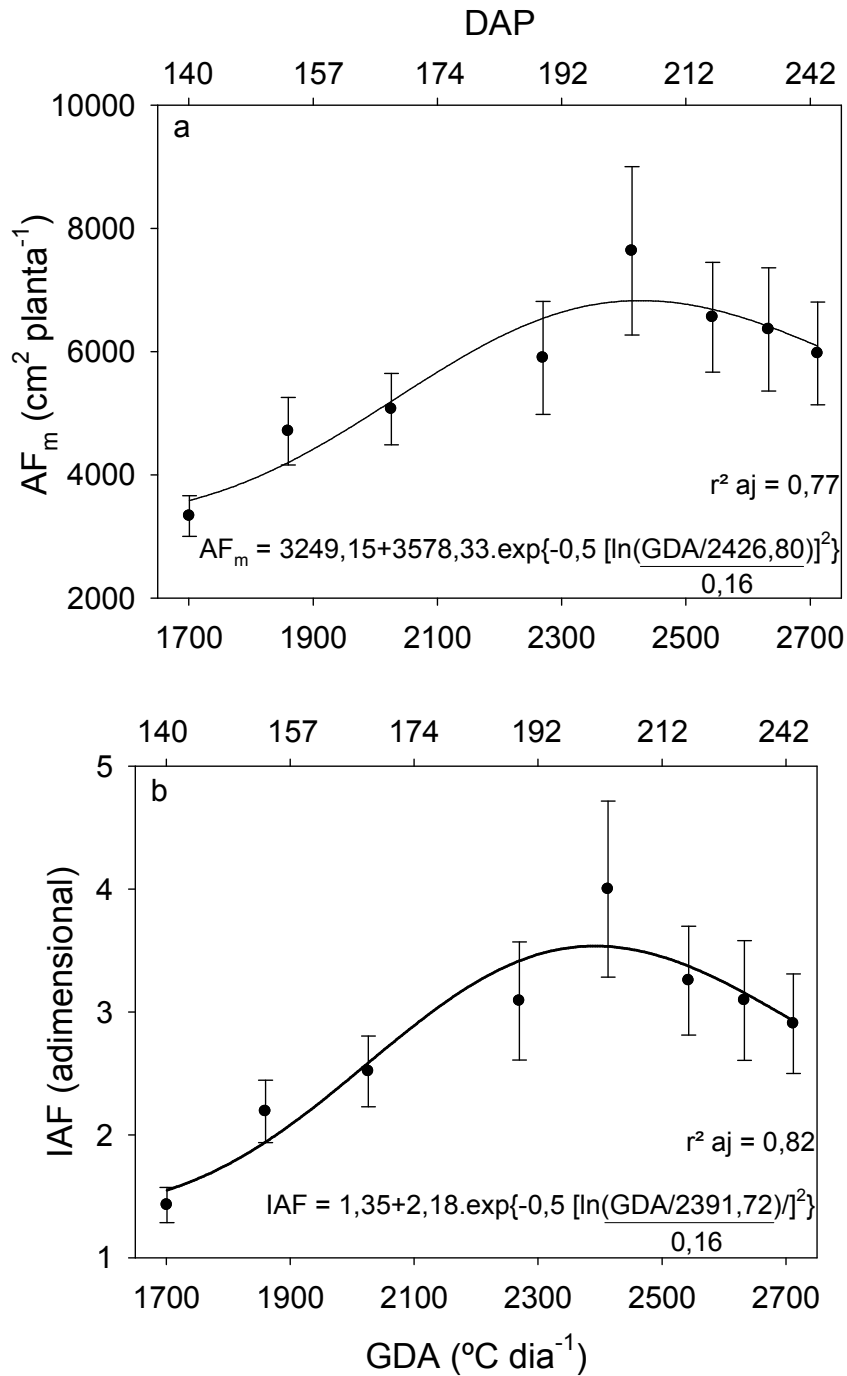 DAP
140 157 174 192 212 242
10000
a
8000
6000
4000
2000
AFm (cm² planta⁻¹)
r² aj = 0,77
AFm = 3249,15+3578,33.exp{-0,5 [ln(GDA/2426,80)]²}
0,16
1700 1900 2100 2300 2500 2700
140 157 174 192 212 242
5
b
4
3
2
1
IAF (adimensional)
r² aj = 0,82
IAF = 1,35+2,18.exp{-0,5 [ln(GDA/2391,72)/]²}
0,16
1700 1900 2100 2300 2500 2700
GDA (ºC dia⁻¹)